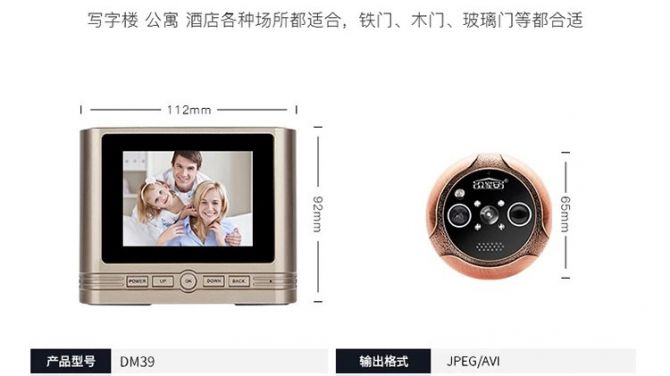 写字楼 公寓 酒店各种场所都适合，铁门、木门、玻璃门等都合适
112mm
92mm
65mm
POWER UP OK DOWN BACK
产品型号 DM39 输出格式 JPEG/AVI